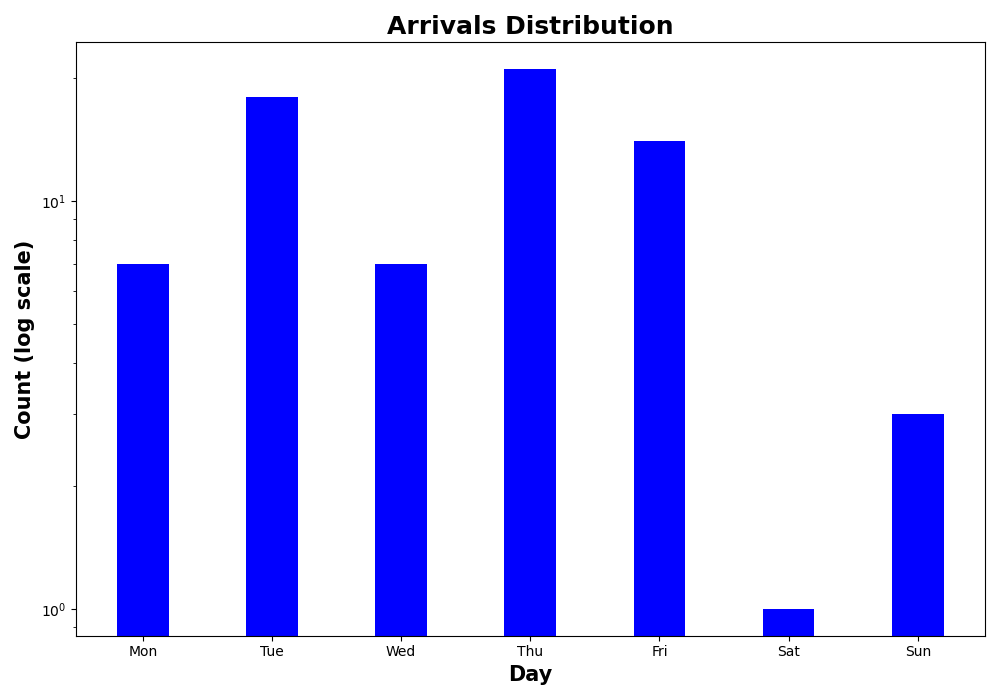 Arrivals Distribution
Count (log scale)
10¹
10⁰
Mon Tue Wed Thu Fri Sat Sun
Day